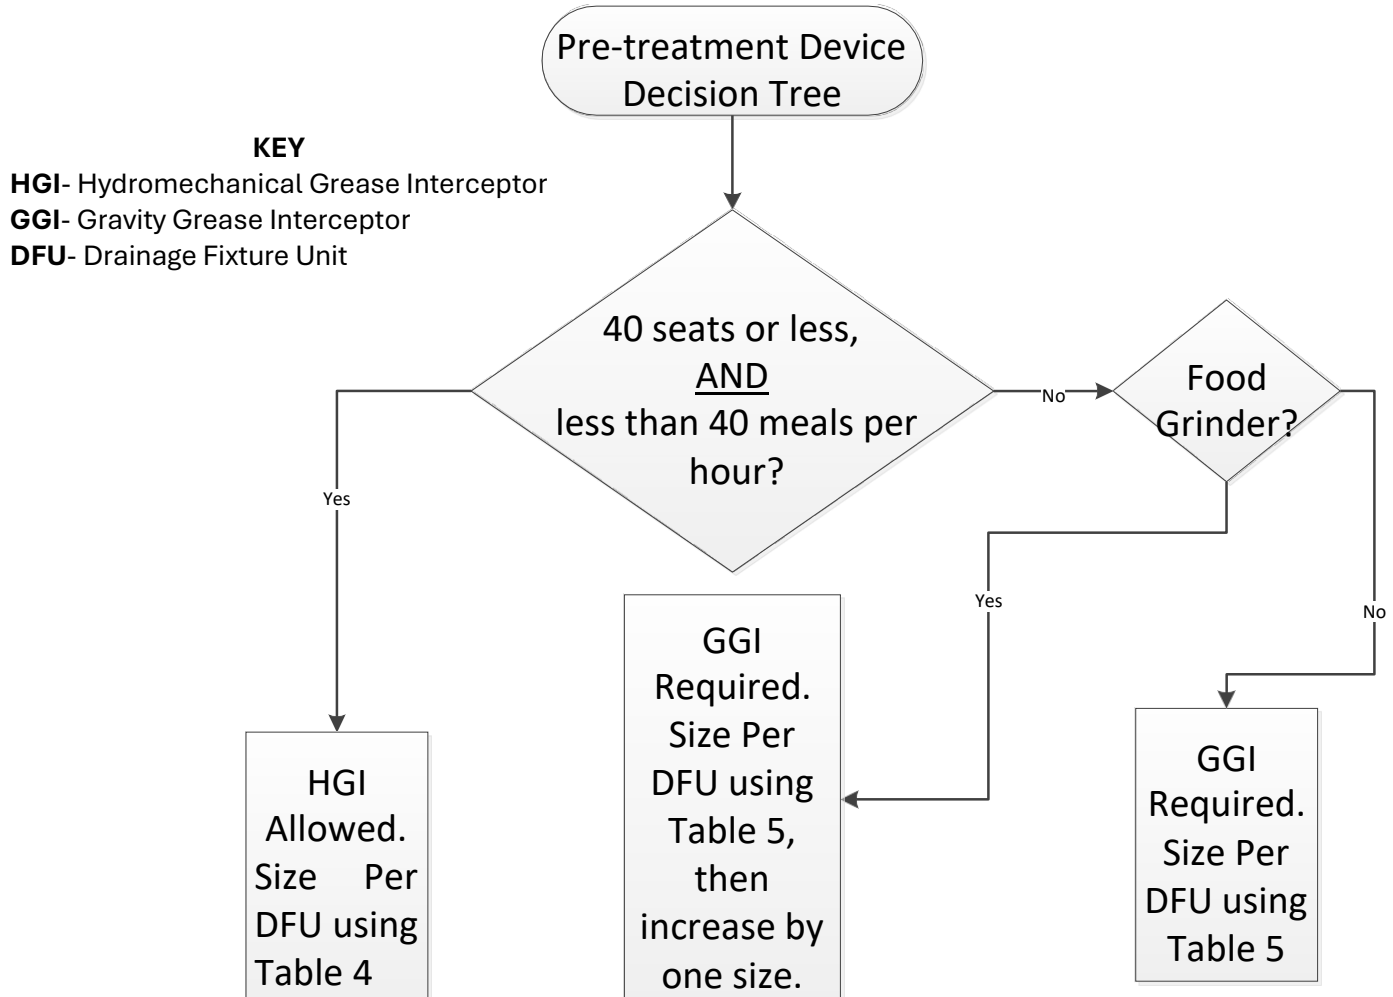 Pre-treatment Device
Decision Tree
KEY
HGI- Hydromechanical Grease Interceptor
GGI- Gravity Grease Interceptor
DFU- Drainage Fixture Unit
40 seats or less,
AND
less than 40 meals per
hour?
No
Food
Grinder?
Yes
Yes
No
HGI
Allowed.
Size Per
DFU using
Table 4
GGI
Required.
Size Per
DFU using
Table 5,
then
increase by
one size.
GGI
Required.
Size Per
DFU using
Table 5